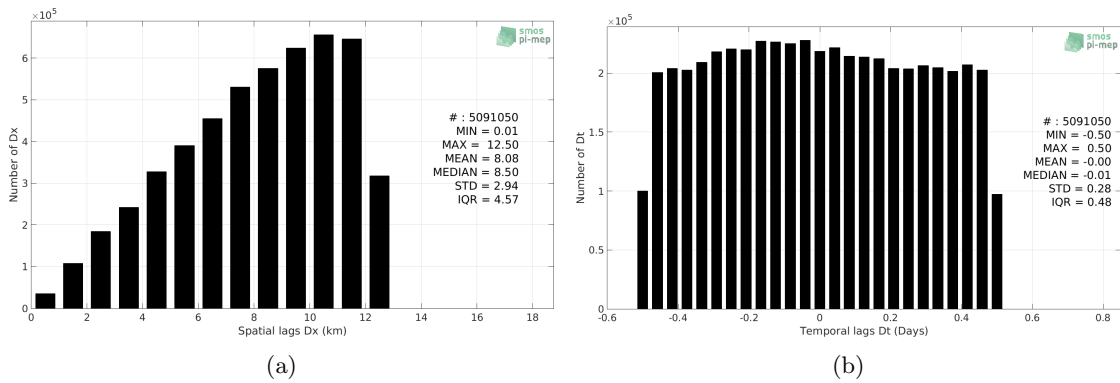 ×10⁵
6
5
4
3
2
1
0
Number of Dx
0 2 4 6 8 10 12 14 16 18
Spatial lags Dx (km)
smos
pi-mep
# : 5091050
MIN = 0.01
MAX = 12.50
MEAN = 8.08
MEDIAN = 8.50
STD = 2.94
IQR = 4.57
(a)
×10⁵
2
1.5
1
0.5
0
Number of Dt
-0.6 -0.4 -0.2 0 0.2 0.4 0.6 0.8
Temporal lags Dt (Days)
smos
pi-mep
# : 5091050
MIN = -0.50
MAX = 0.50
MEAN = -0.00
MEDIAN = -0.01
STD = 0.28
IQR = 0.48
(b)